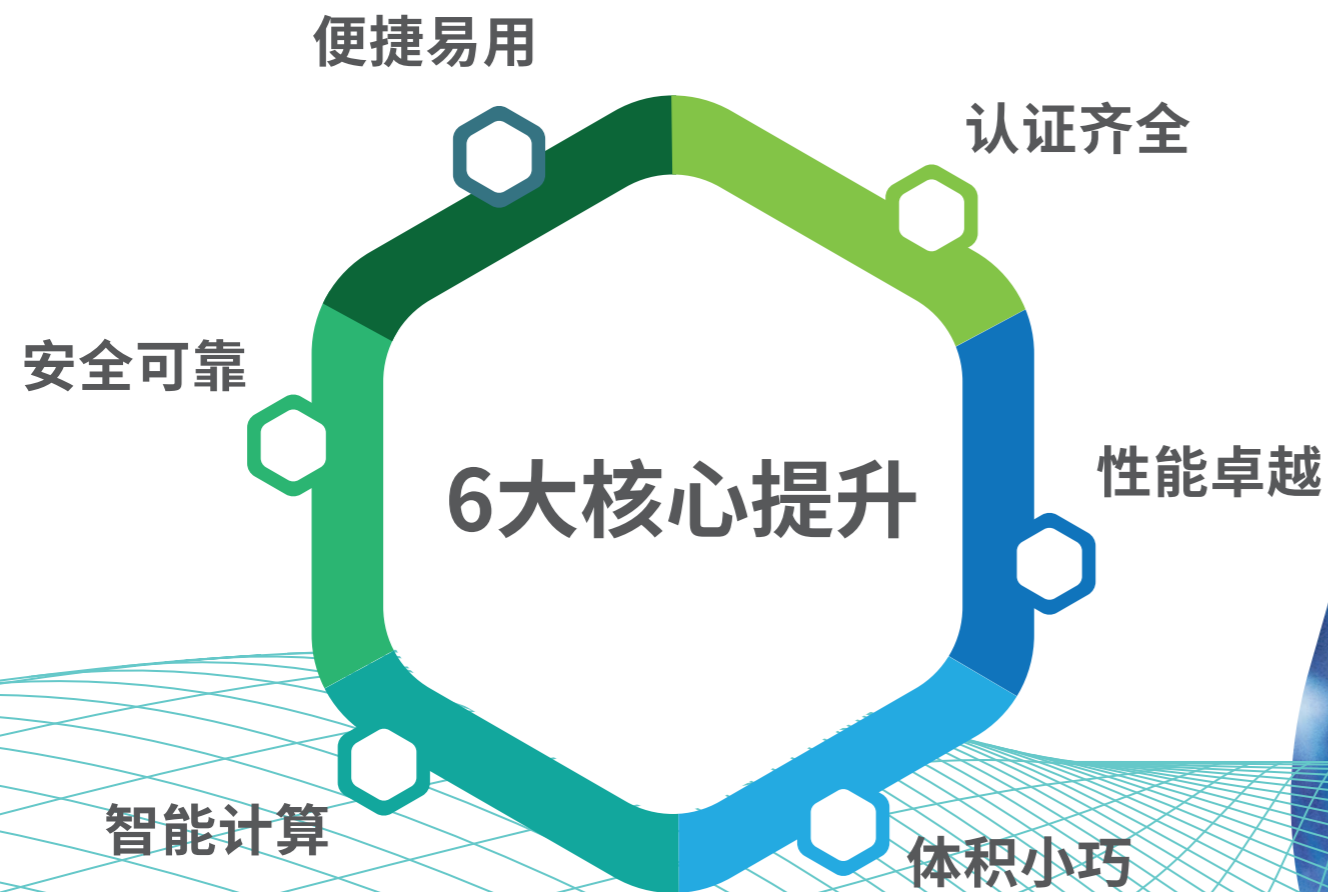 便捷易用
认证齐全
安全可靠
性能卓越
6大核心提升
智能计算
体积小巧